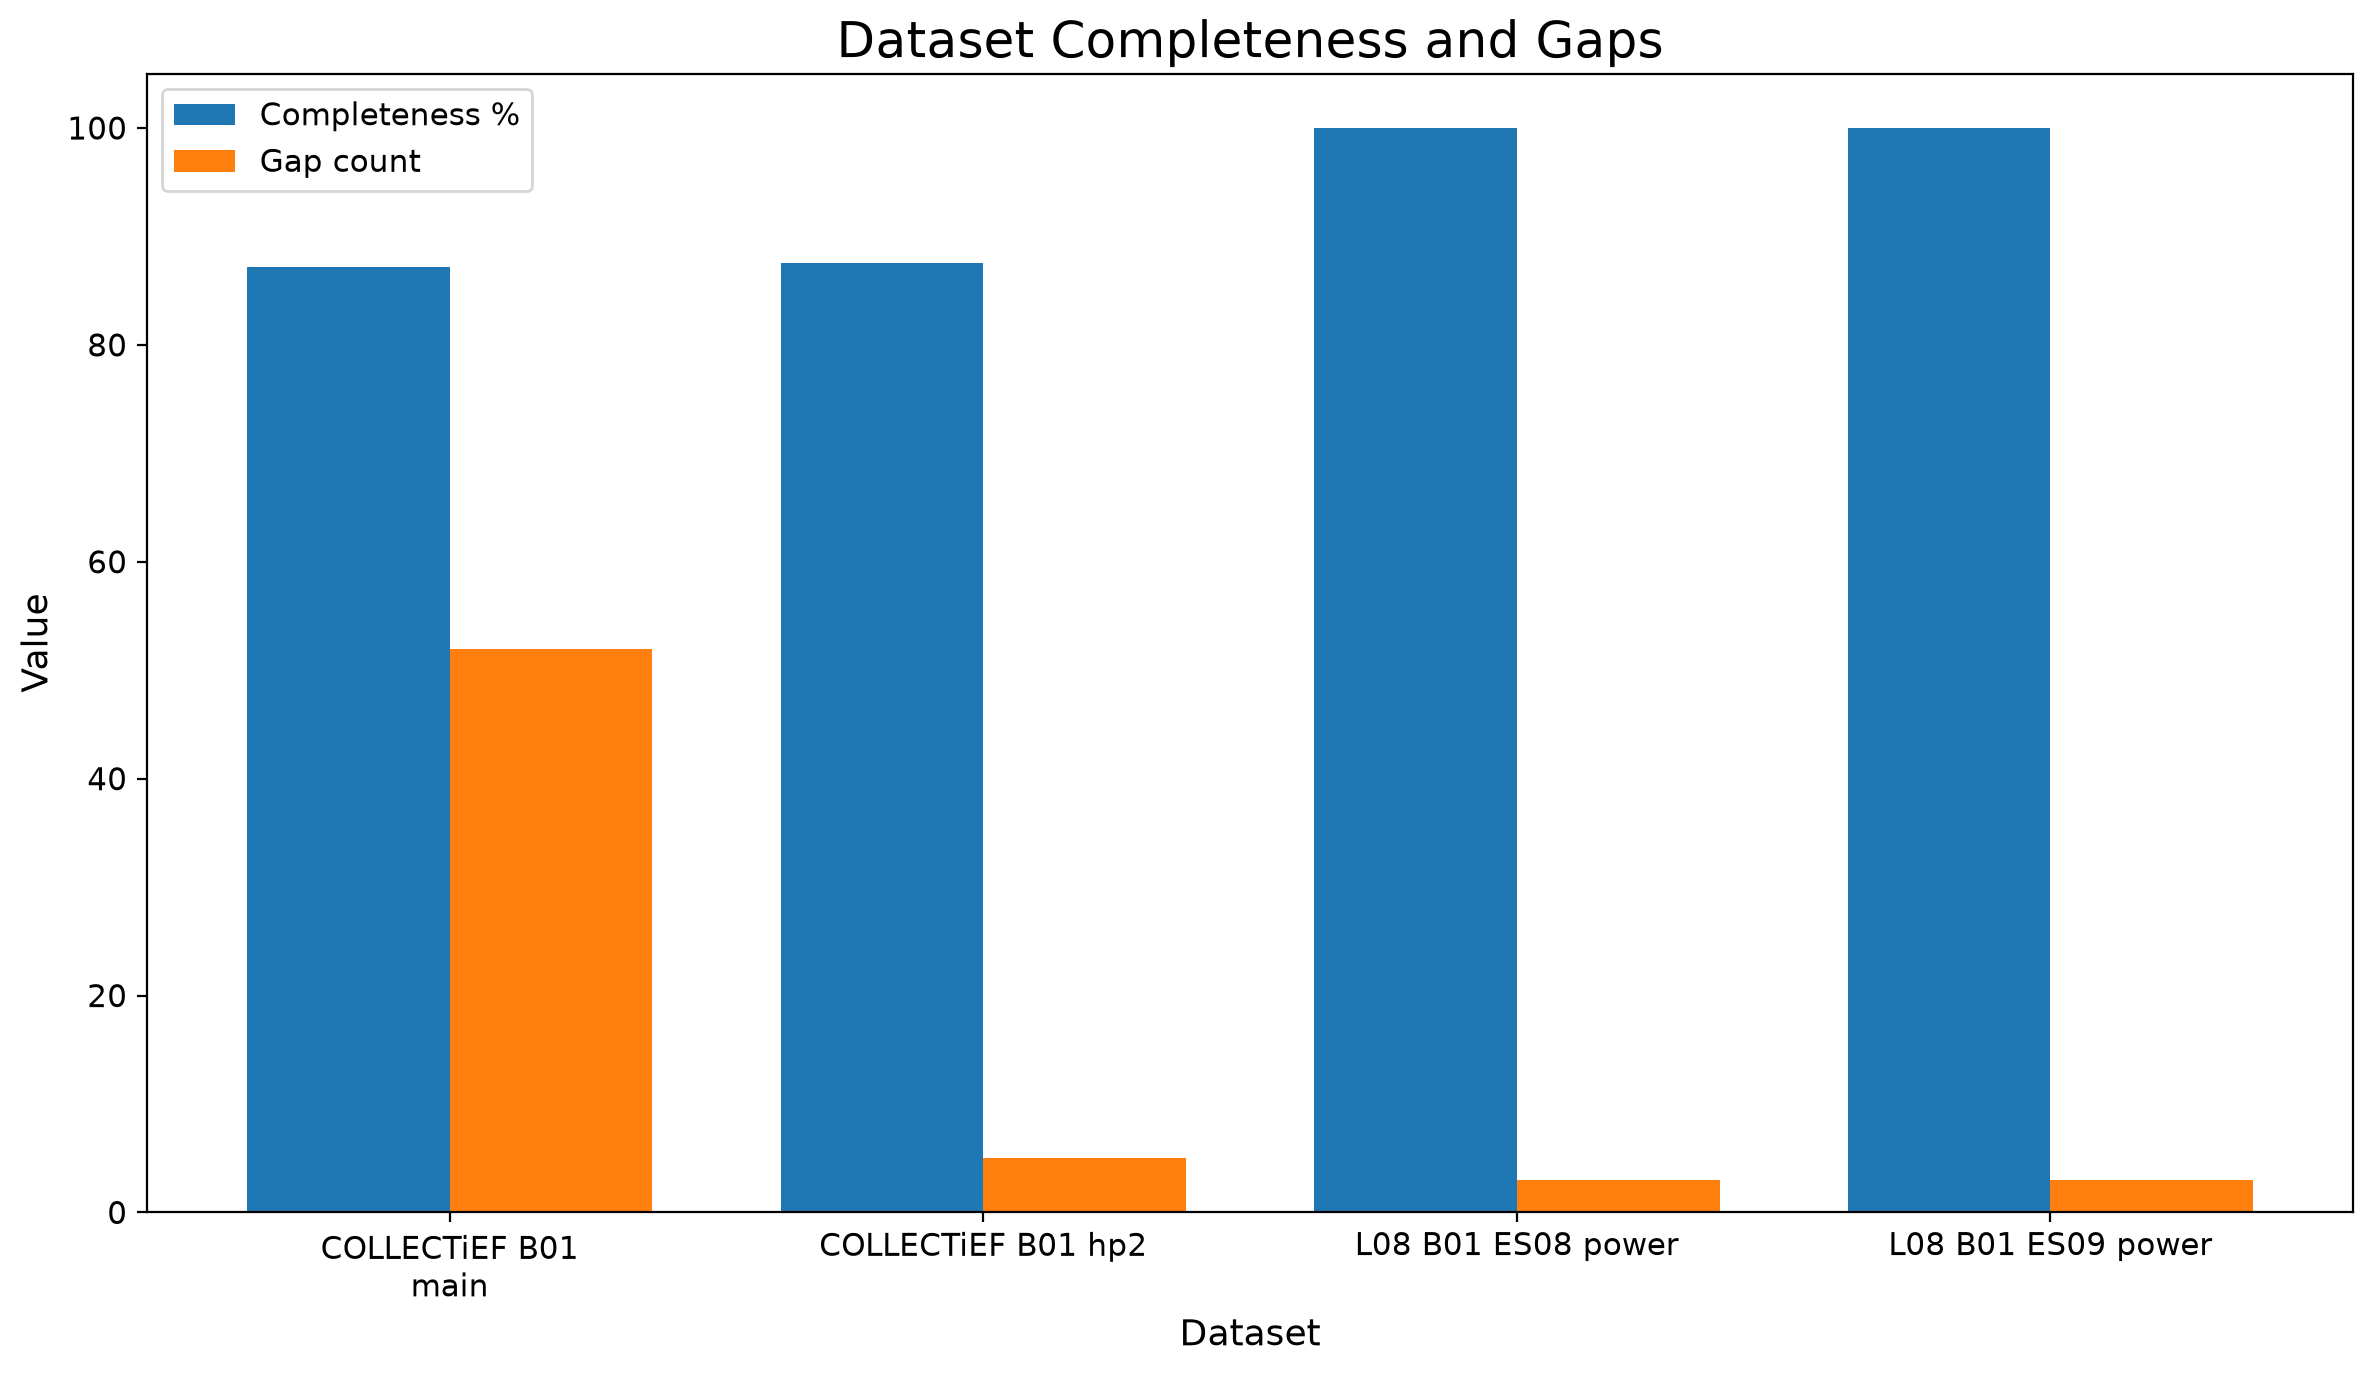 Dataset Completeness and Gaps
Completeness %
Gap count
100
80
60
40
20
0
Value
COLLECTiEF B01
main
COLLECTiEF B01 hp2
L08 B01 ES08 power
L08 B01 ES09 power
Dataset